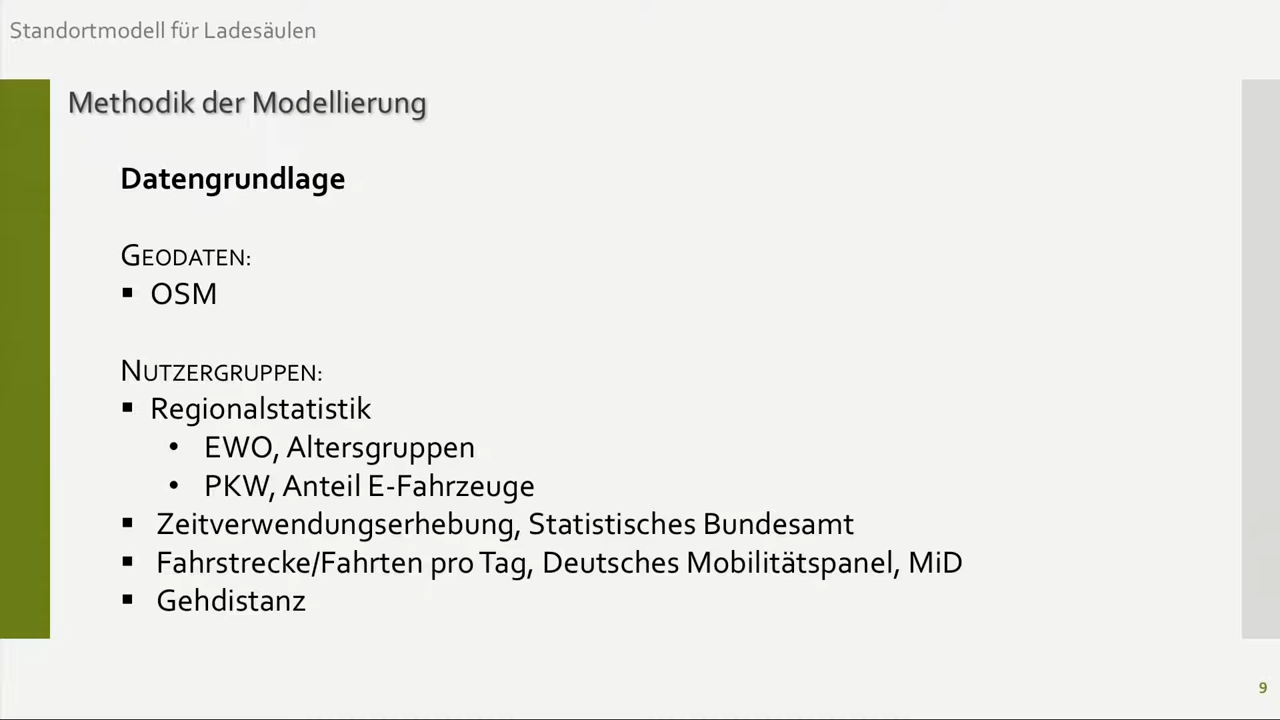 Standortmodell für Ladesäulen
Methodik der Modellierung
Datengrundlage
GEODATEN:
▪ OSM
NUTZERGRUPPEN:
▪ Regionalstatistik
• EWO, Altersgruppen
• PKW, Anteil E-Fahrzeuge
▪ Zeitverwendungserhebung, Statistisches Bundesamt
▪ Fahrstrecke/Fahrten pro Tag, Deutsches Mobilitätspanel, MiD
▪ Gehdistanz
9